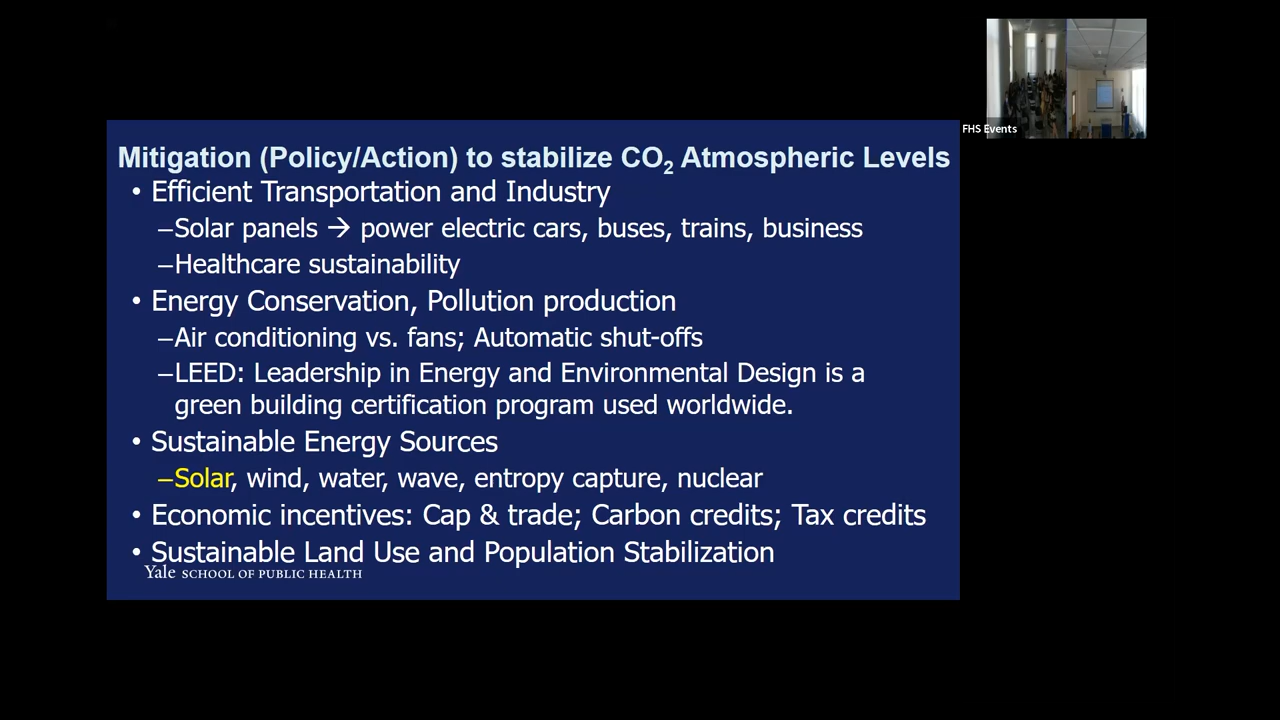 Mitigation (Policy/Action) to stabilize CO₂ Atmospheric Levels
• Efficient Transportation and Industry
–Solar panels → power electric cars, buses, trains, business
–Healthcare sustainability
• Energy Conservation, Pollution production
–Air conditioning vs. fans; Automatic shut-offs
–LEED: Leadership in Energy and Environmental Design is a
green building certification program used worldwide.
• Sustainable Energy Sources
–Solar, wind, water, wave, entropy capture, nuclear
• Economic incentives: Cap & trade; Carbon credits; Tax credits
• Sustainable Land Use and Population Stabilization
Yale SCHOOL OF PUBLIC HEALTH
FHS Events